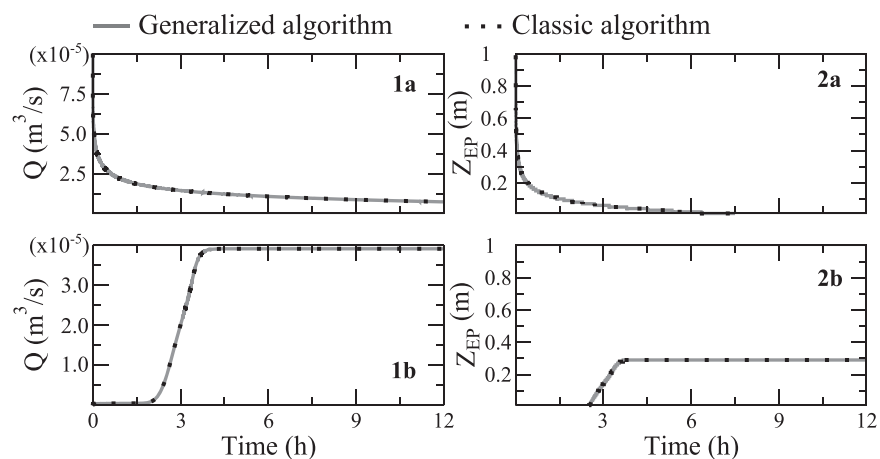 Generalized algorithm Classic algorithm
(x10⁻⁵)
7.5
5.0
2.5
Q (m³/s)
1a
1
0.8
0.6
0.4
0.2
Z_EP (m)
2a
(x10⁻⁵)
3.0
2.0
1.0
Q (m³/s)
1b
0 3 6 9 12
Time (h)
1
0.8
0.6
0.4
0.2
Z_EP (m)
2b
3 6 9 12
Time (h)